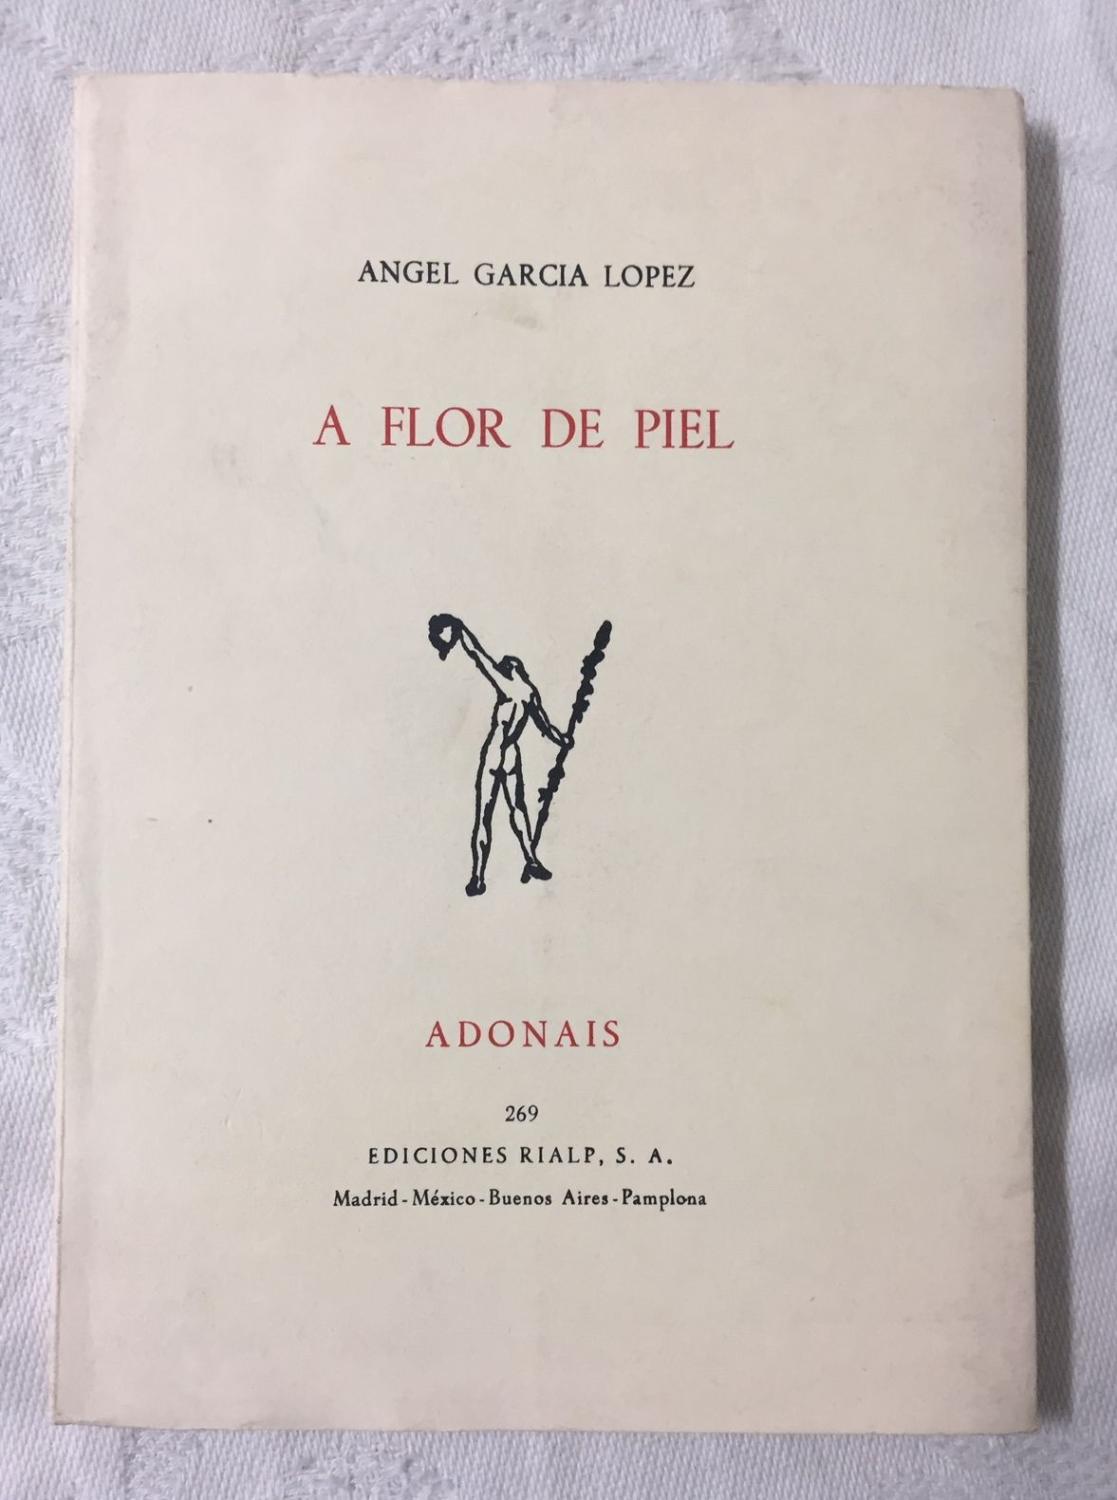 ANGEL GARCIA LOPEZ
A FLOR DE PIEL
ADONAIS
269
EDICIONES RIALP, S. A.
Madrid - México - Buenos Aires - Pamplona